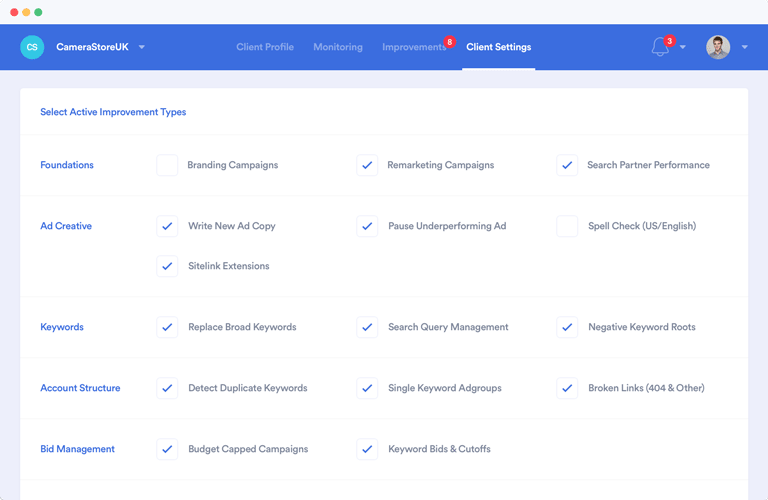 CS CameraStoreUK Client Profile Monitoring Improvements 8 Client Settings 3
Select Active Improvement Types
Foundations Branding Campaigns Remarketing Campaigns Search Partner Performance
Ad Creative Write New Ad Copy Pause Underperforming Ad Spell Check (US/English)
Sitelink Extensions
Keywords Replace Broad Keywords Search Query Management Negative Keyword Roots
Account Structure Detect Duplicate Keywords Single Keyword Adgroups Broken Links (404 & Other)
Bid Management Budget Capped Campaigns Keyword Bids & Cutoffs